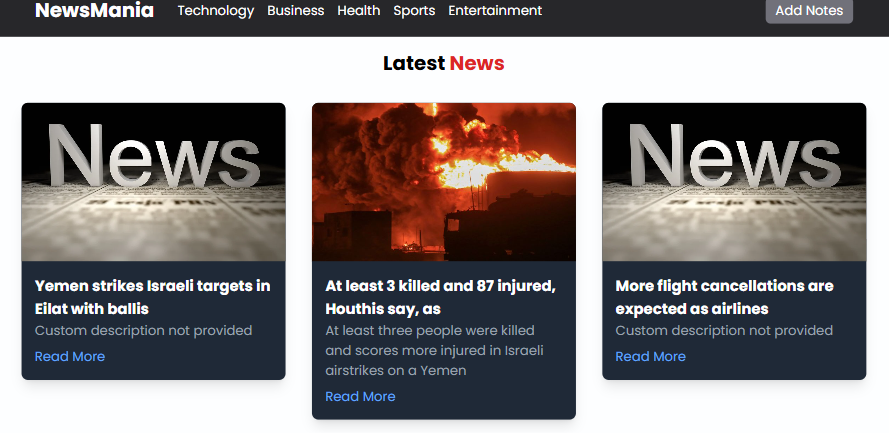 NewsMania Technology Business Health Sports Entertainment Add Notes
Latest News
News
Yemen strikes Israeli targets in
Eilat with ballis
Custom description not provided
Read More
At least 3 killed and 87 injured,
Houthis say, as
At least three people were killed
and scores more injured in Israeli
airstrikes on a Yemen
Read More
News
More flight cancellations are
expected as airlines
Custom description not provided
Read More